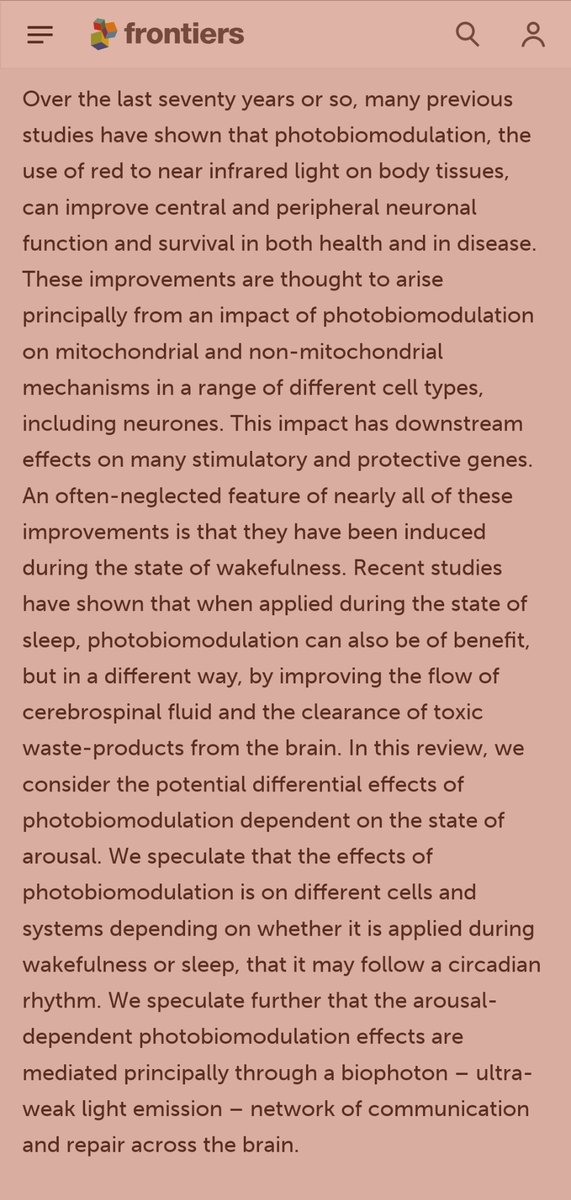 frontiers
Over the last seventy years or so, many previous
studies have shown that photobiomodulation, the
use of red to near infrared light on body tissues,
can improve central and peripheral neuronal
function and survival in both health and in disease.
These improvements are thought to arise
principally from an impact of photobiomodulation
on mitochondrial and non-mitochondrial
mechanisms in a range of different cell types,
including neurones. This impact has downstream
effects on many stimulatory and protective genes.
An often-neglected feature of nearly all of these
improvements is that they have been induced
during the state of wakefulness. Recent studies
have shown that when applied during the state of
sleep, photobiomodulation can also be of benefit,
but in a different way, by improving the flow of
cerebrospinal fluid and the clearance of toxic
waste-products from the brain. In this review, we
consider the potential differential effects of
photobiomodulation dependent on the state of
arousal. We speculate that the effects of
photobiomodulation is on different cells and
systems depending on whether it is applied during
wakefulness or sleep, that it may follow a circadian
rhythm. We speculate further that the arousal-
dependent photobiomodulation effects are
mediated principally through a biophoton – ultra-
weak light emission – network of communication
and repair across the brain.